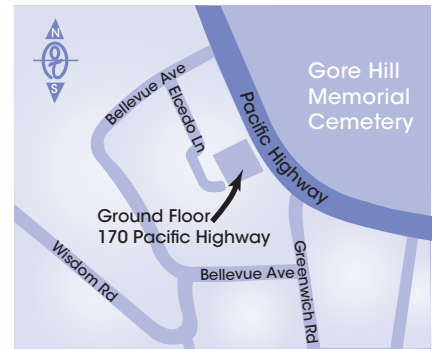 N
S
Bellevue Ave
Elcedo Ln
Pacific Highway
Gore Hill
Memorial
Cemetery
Ground Floor
170 Pacific Highway
Wisdom Rd
Bellevue Ave
Greenwich Rd